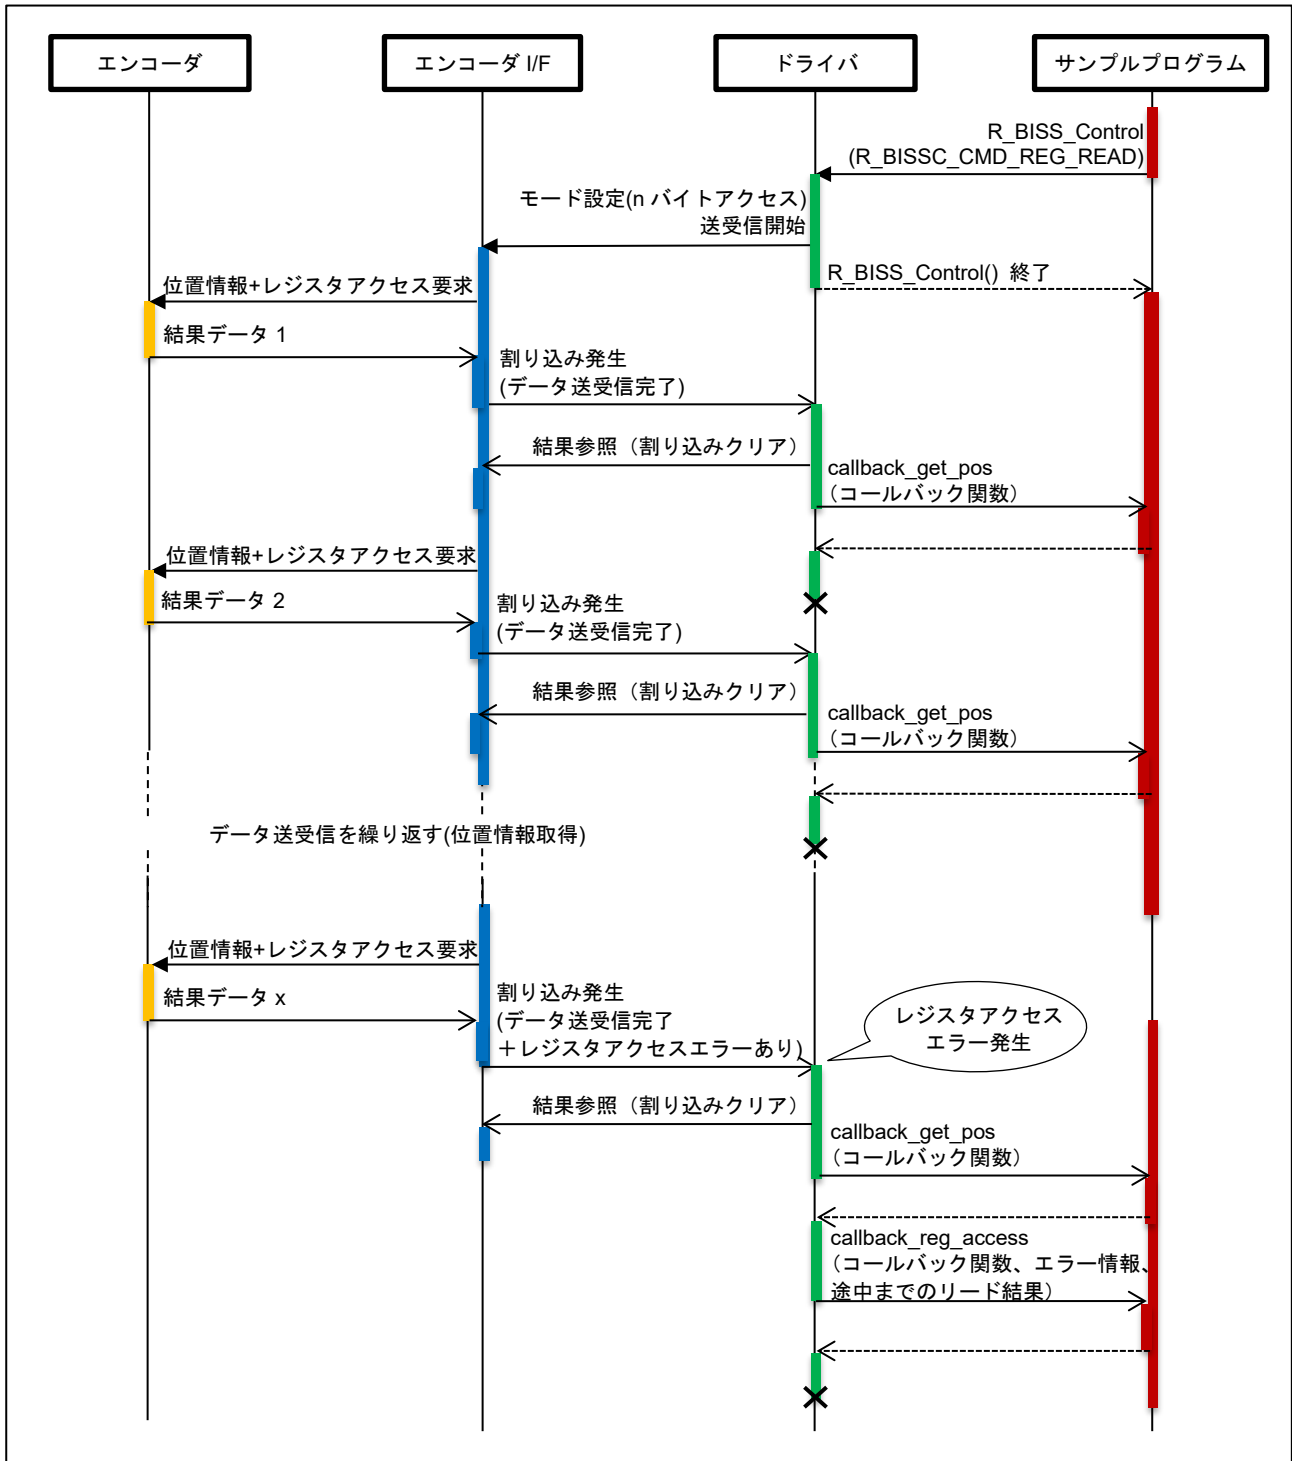 エンコーダ
エンコーダ I/F
ドライバ
サンプルプログラム
R_BISS_Control
(R_BISSC_CMD_REG_READ)
モード設定(n バイトアクセス)
送受信開始
R_BISS_Control() 終了
位置情報+レジスタアクセス要求
結果データ 1
割り込み発生
(データ送受信完了)
結果参照（割り込みクリア）
callback_get_pos
（コールバック関数）
位置情報+レジスタアクセス要求
結果データ 2
割り込み発生
(データ送受信完了)
結果参照（割り込みクリア）
callback_get_pos
（コールバック関数）
データ送受信を繰り返す(位置情報取得)
位置情報+レジスタアクセス要求
結果データ x
割り込み発生
(データ送受信完了
＋レジスタアクセスエラーあり)
レジスタアクセス
エラー発生
結果参照（割り込みクリア）
callback_get_pos
（コールバック関数）
callback_reg_access
（コールバック関数、エラー情報、
途中までのリード結果）